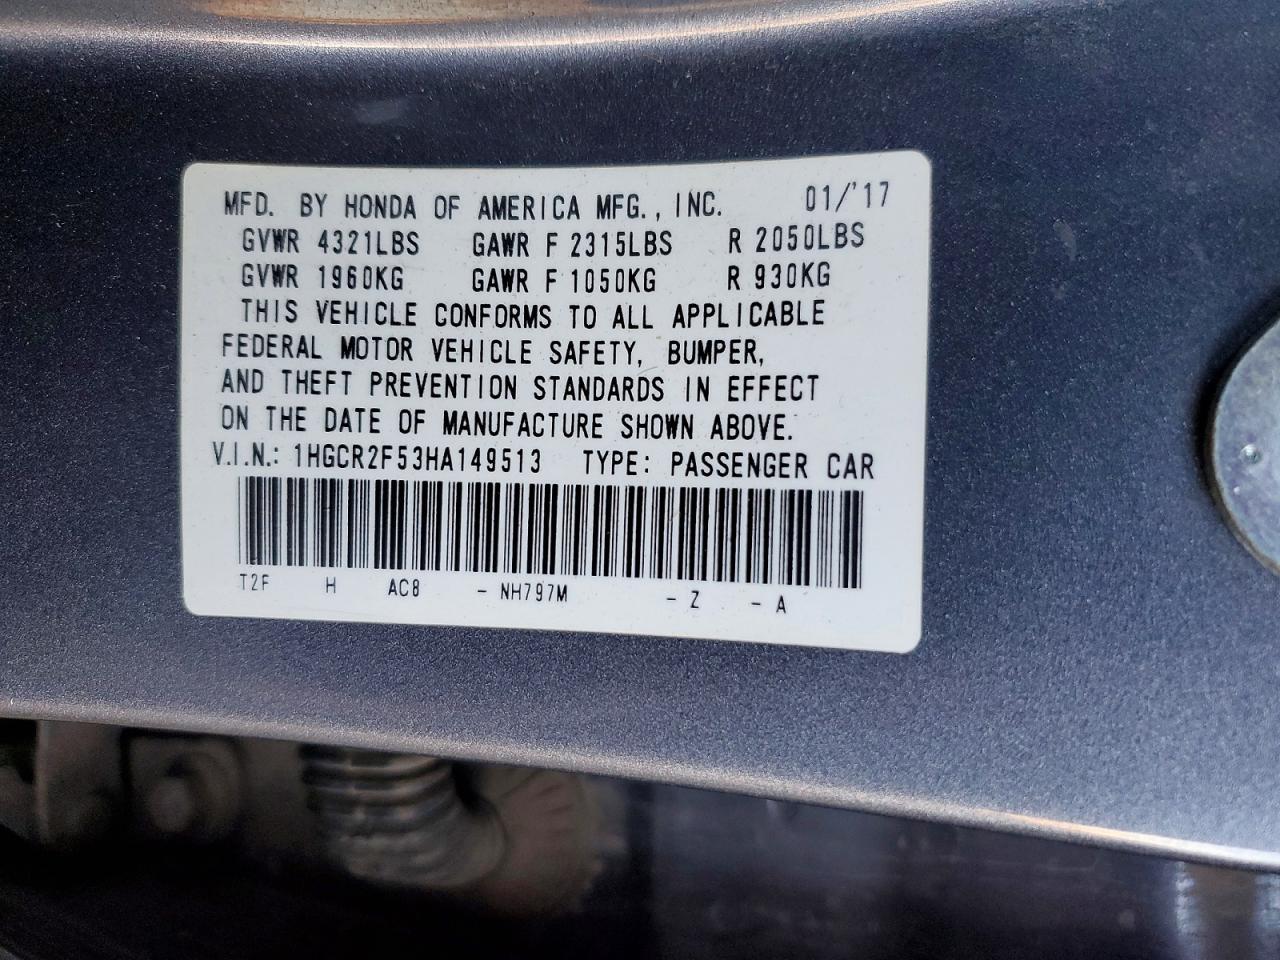 MFD. BY HONDA OF AMERICA MFG., INC. 01/'17
GVWR 4321LBS GAWR F 2315LBS R 2050LBS
GVWR 1960KG GAWR F 1050KG R 930KG
THIS VEHICLE CONFORMS TO ALL APPLICABLE
FEDERAL MOTOR VEHICLE SAFETY, BUMPER,
AND THEFT PREVENTION STANDARDS IN EFFECT
ON THE DATE OF MANUFACTURE SHOWN ABOVE.
V.I.N.: 1HGCR2F53HA149513 TYPE: PASSENGER CAR
T2F H AC8 - NH797M - Z - A